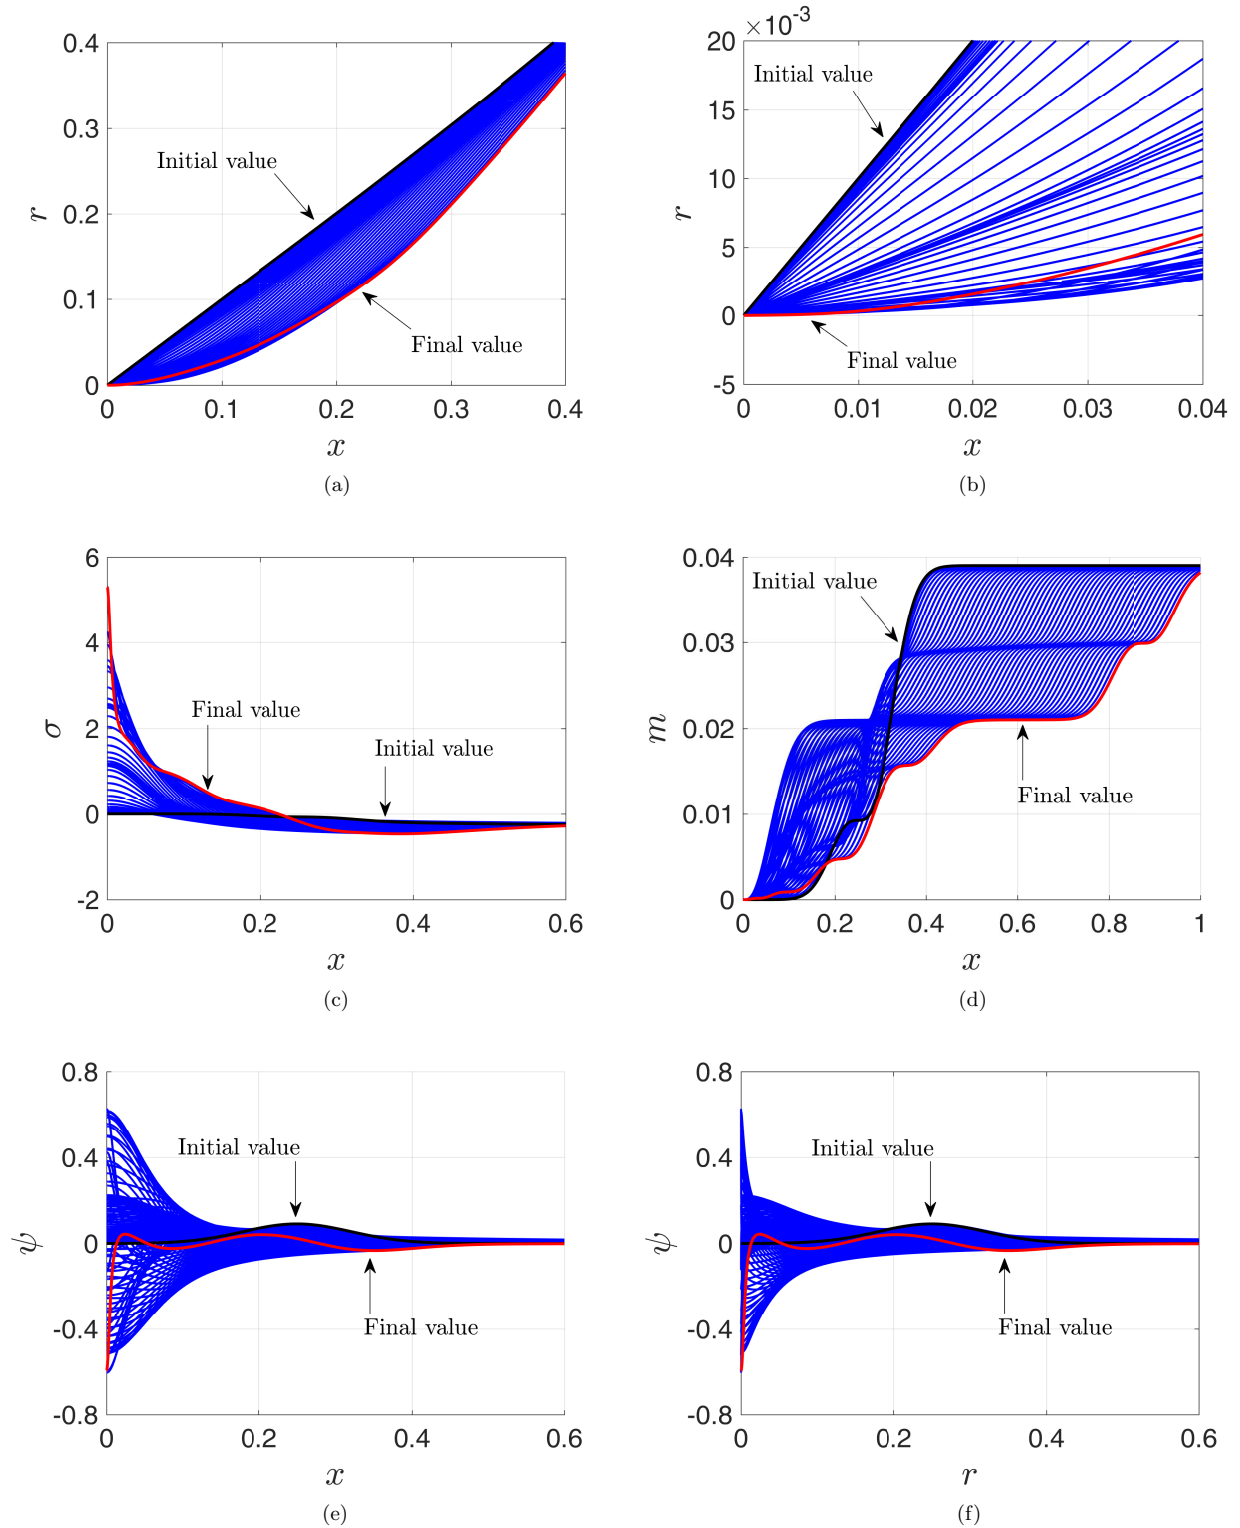 0.4
0.3
0.2
0.1
0
r
Initial value
Final value
0
0.1
0.2
0.3
0.4
x
(a)
×10⁻³
20
15
10
5
0
-5
r
Initial value
Final value
0
0.01
0.02
0.03
0.04
x
(b)
6
4
2
0
-2
σ
Final value
Initial value
0
0.2
0.4
0.6
x
(c)
0.04
0.03
0.02
0.01
0
m
Initial value
Final value
0
0.2
0.4
0.6
0.8
1
x
(d)
0.8
0.4
0
-0.4
-0.8
ψ
Initial value
Final value
0
0.2
0.4
0.6
x
(e)
0.8
0.4
0
-0.4
-0.8
ψ
Initial value
Final value
0
0.2
0.4
0.6
r
(f)